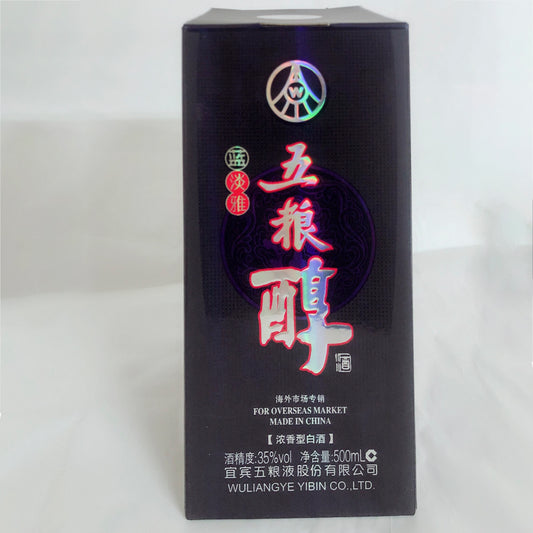 W
蓝
淡
雅
五
粮
醇
酒
海外市场专销
FOR OVERSEAS MARKET
MADE IN CHINA
【浓香型白酒】
酒精度:35%vol 净含量:500mL C
宜宾五粮液股份有限公司
WULIANGYE YIBIN CO.,LTD.